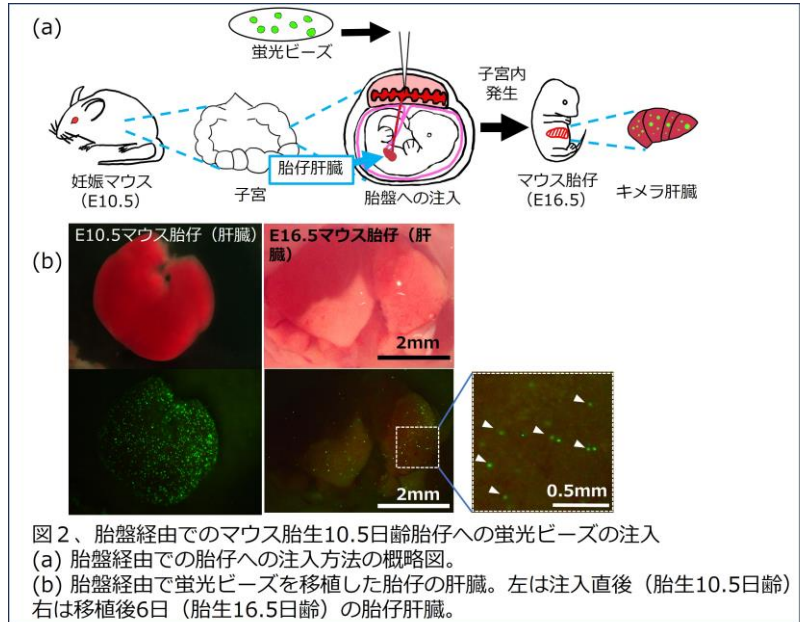 (a)
蛍光ビーズ
子宮内
発生
胎仔肝臓
妊娠マウス
(E10.5)
子宮
胎盤への注入
マウス胎仔
(E16.5)
キメラ肝臓
(b)
E10.5マウス胎仔（肝臓）
E16.5マウス胎仔（肝
臓）
2mm
2mm
0.5mm
図２、胎盤経由でのマウス胎生10.5日齢胎仔への蛍光ビーズの注入
(a) 胎盤経由での胎仔への注入方法の概略図。
(b) 胎盤経由で蛍光ビーズを移植した胎仔の肝臓。左は注入直後（胎生10.5日齢）
右は移植後6日（胎生16.5日齢）の胎仔肝臓。